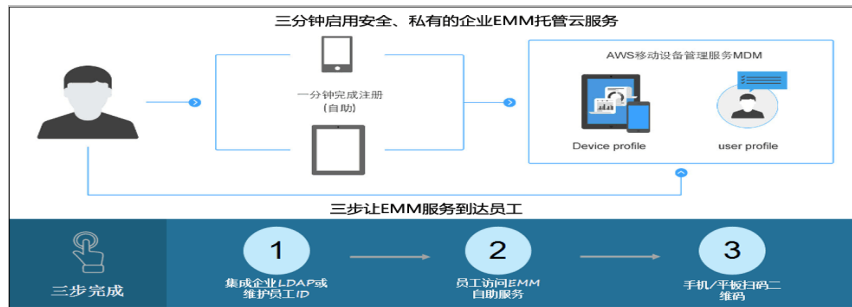 三分钟启用安全、私有的企业EMM托管云服务
AWS移动设备管理服务MDM
一分钟完成注册
(自助)
Device profile
user profile
三步让EMM服务到达员工
1
2
3
三步完成
集成企业LDAP或
维护员工ID
员工访问EMM
自助服务
手机/平板扫码二
维码